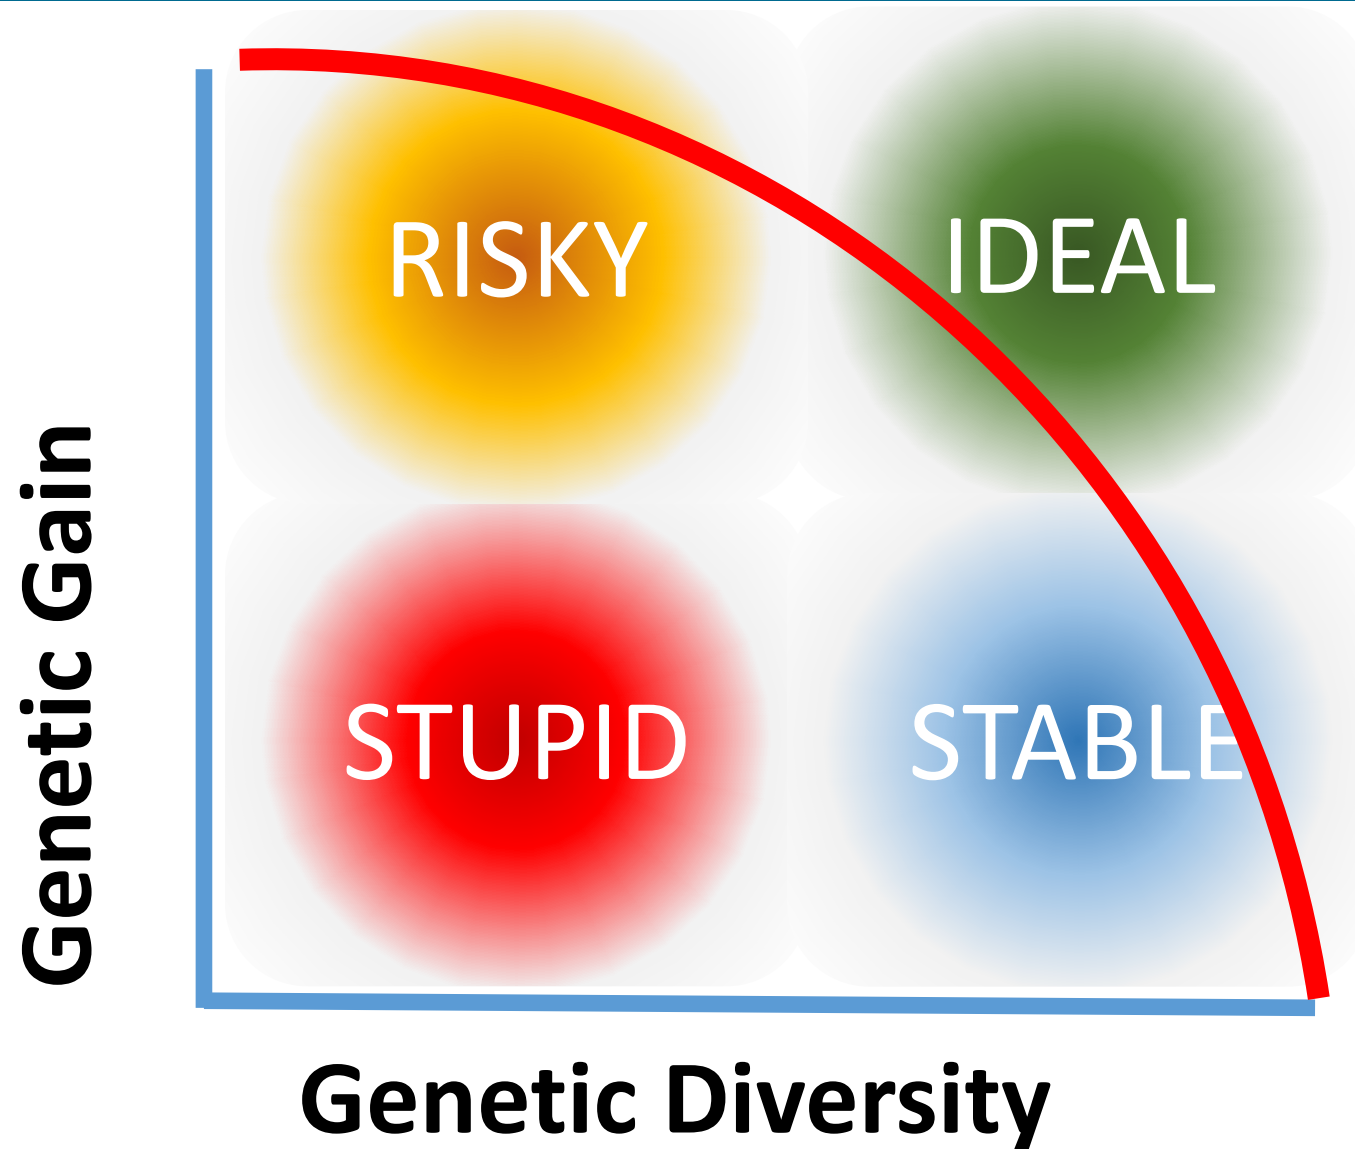 RISKY
IDEAL
STUPID
STABLE
Genetic Gain
Genetic Diversity